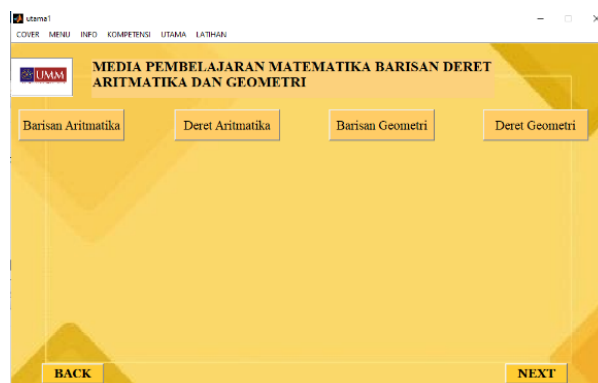 utama1
COVER MENU INFO KOMPETENSI UTAMA LATIHAN
UMM
MEDIA PEMBELAJARAN MATEMATIKA BARISAN DERET
ARITMATIKA DAN GEOMETRI
Barisan Aritmatika Deret Aritmatika Barisan Geometri Deret Geometri
BACK NEXT